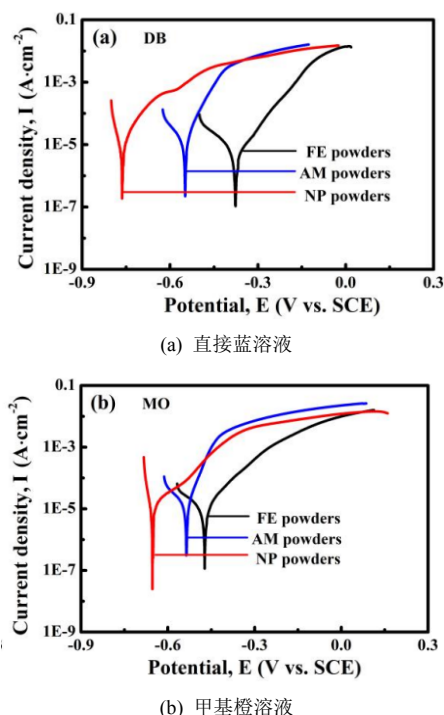 (a) DB
Current density, I (A·cm⁻²)
0.1
1E-3
1E-5
1E-7
1E-9
FE powders
AM powders
NP powders
-0.9 -0.6 -0.3 0.0 0.3
Potential, E (V vs. SCE)
(a) 直接蓝溶液
(b) MO
Current density, I (A·cm⁻²)
0.1
1E-3
1E-5
1E-7
1E-9
FE powders
AM powders
NP powders
-0.9 -0.6 -0.3 0.0 0.3
Potential, E (V vs. SCE)
(b) 甲基橙溶液